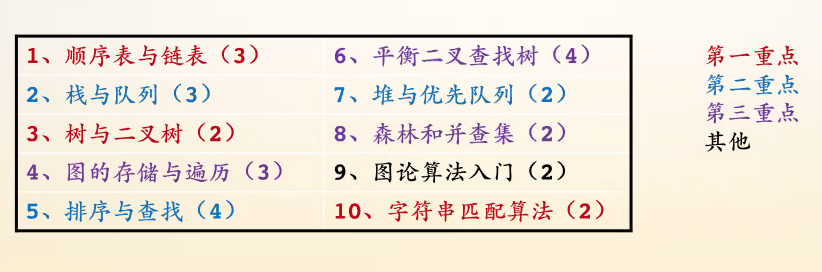 1、顺序表与链表（3）
2、栈与队列（3）
3、树与二叉树（2）
4、图的存储与遍历（3）
5、排序与查找（4）
6、平衡二叉查找树（4）
7、堆与优先队列（2）
8、森林和并查集（2）
9、图论算法入门（2）
10、字符串匹配算法（2）
第一重点
第二重点
第三重点
其他